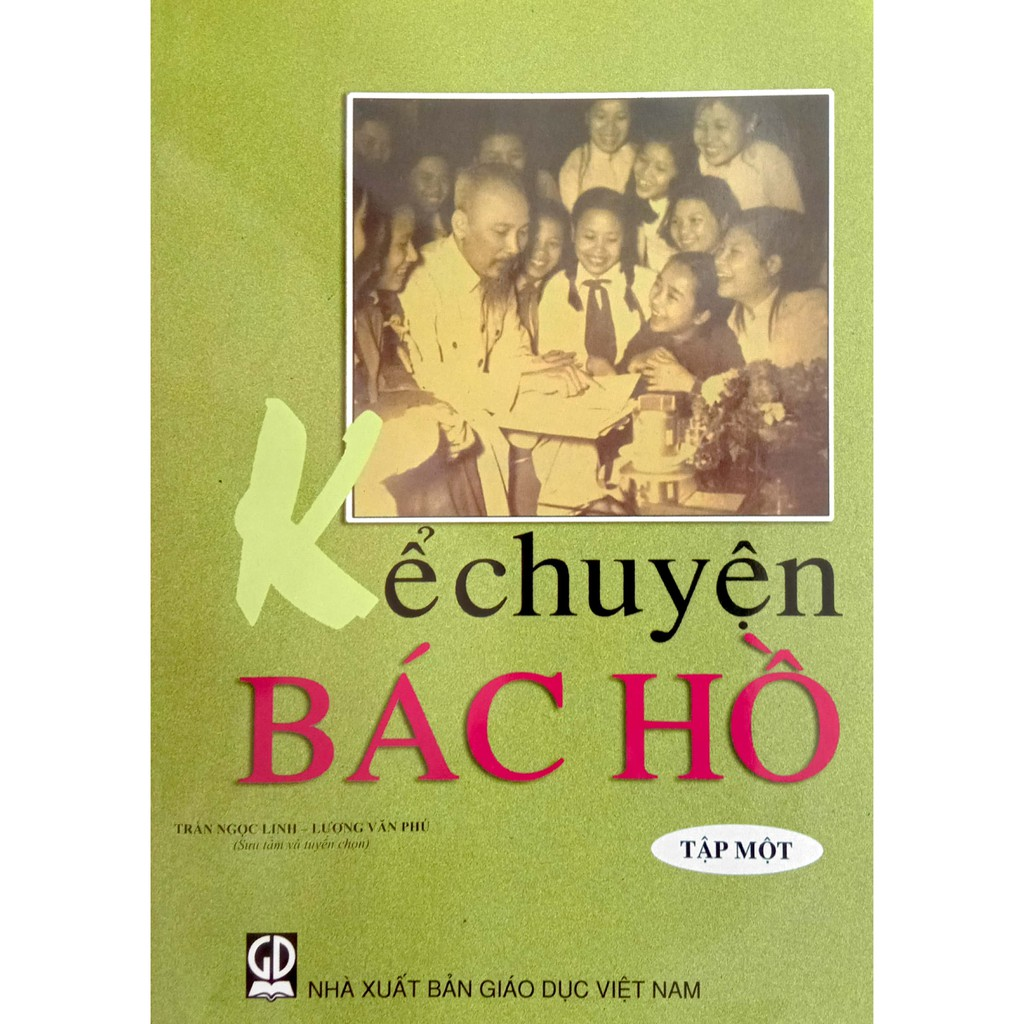 Kể chuyện
BÁC HỒ
TRẦN NGỌC LINH – LƯƠNG VĂN PHÚ
(Sưu tầm và tuyển chọn)
TẬP MỘT
GD
NHÀ XUẤT BẢN GIÁO DỤC VIỆT NAM